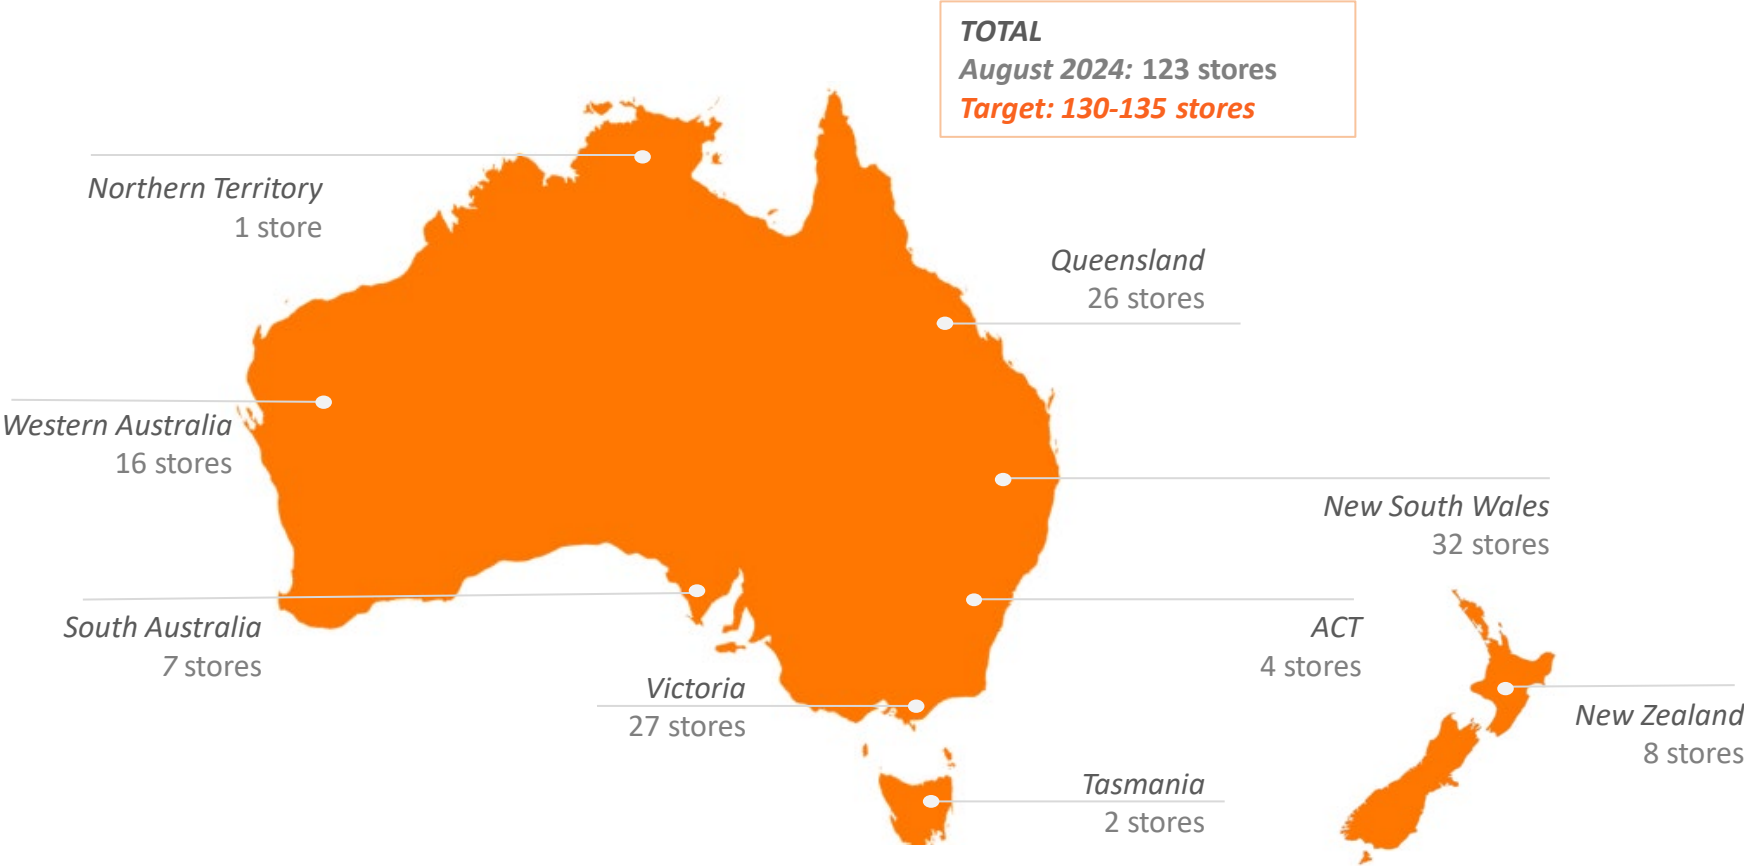 TOTAL
August 2024: 123 stores
Target: 130-135 stores
Northern Territory
1 store
Queensland
26 stores
Western Australia
16 stores
New South Wales
32 stores
South Australia
7 stores
ACT
4 stores
Victoria
27 stores
New Zealand
8 stores
Tasmania
2 stores